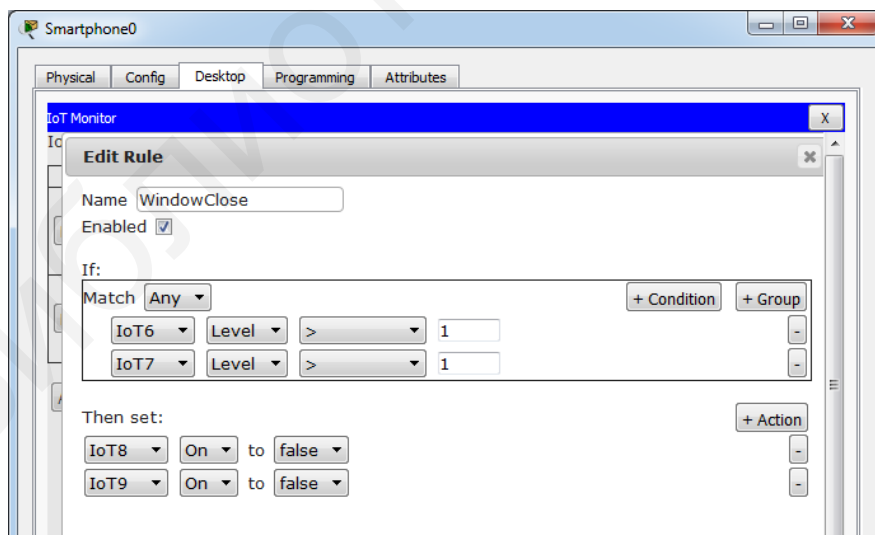 Smartphone0
Physical Config Desktop Programming Attributes
IoT Monitor X
Edit Rule
Name WindowClose
Enabled
If:
Match Any + Condition + Group
IoT6 Level > 1 -
IoT7 Level > 1 -
Then set: + Action
IoT8 On to false -
IoT9 On to false -